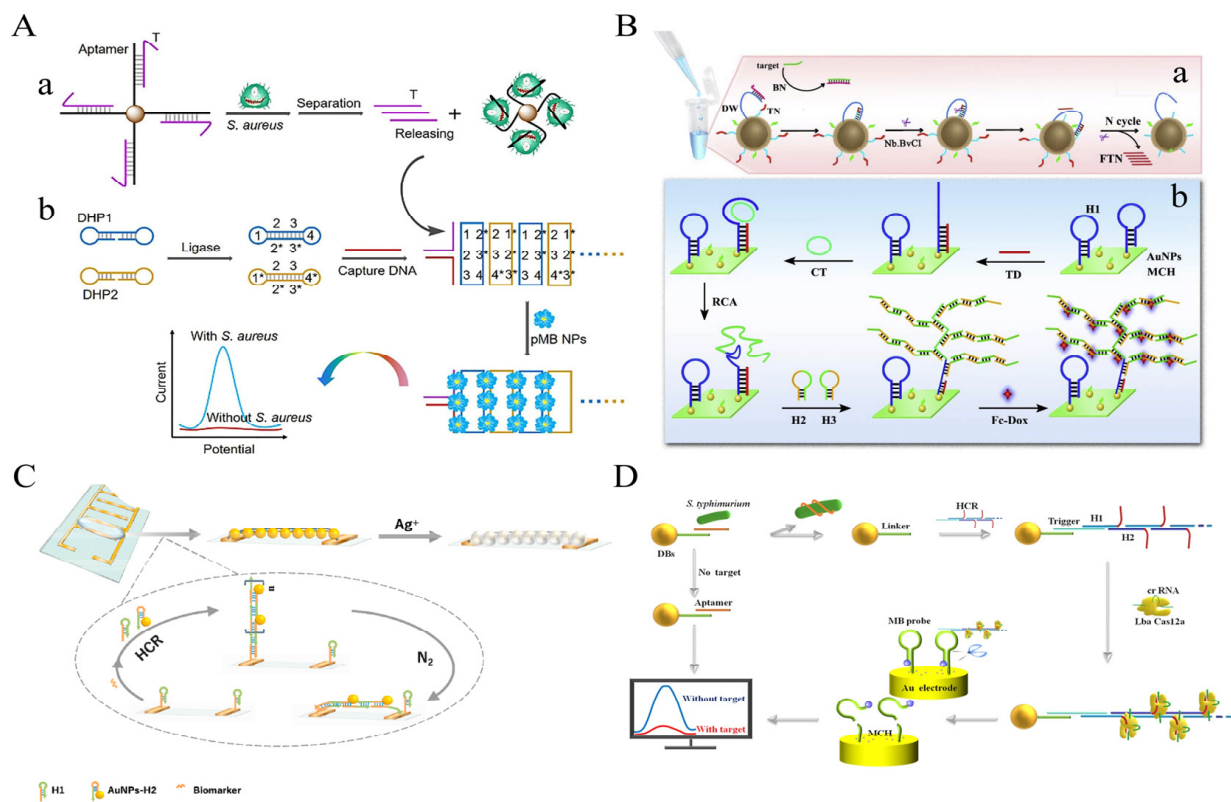 A
Aptamer
T
a
S. aureus
Separation
T
+
Releasing
b
DHP1
DHP2
Ligase
2 3
1 4
2* 3*
2 3
1* 4*
2* 3*
Capture DNA
1 2* 2 1* 1 2* 2 1*
2 3* 3 2* 2 3* 3 2*
3 4 4*3* 3 4 4*3*
pMB NPs
With S. aureus
Without S. aureus
Current
Potential
B
a
target
BN
DW
TN
Nb.BvCI
N cycle
FTN
b
H1
AuNPs
MCH
TD
CT
RCA
H2 H3
Fc-Dox
C
Ag⁺
n
HCR
N₂
H1
AuNPs-H2
Biomarker
D
S. typhimurium
DBs
Linker
HCR
Trigger
H1
H2
No target
Aptamer
cr RNA
Lba Cas12a
MB probe
Au electrode
Without target
With target
MCH